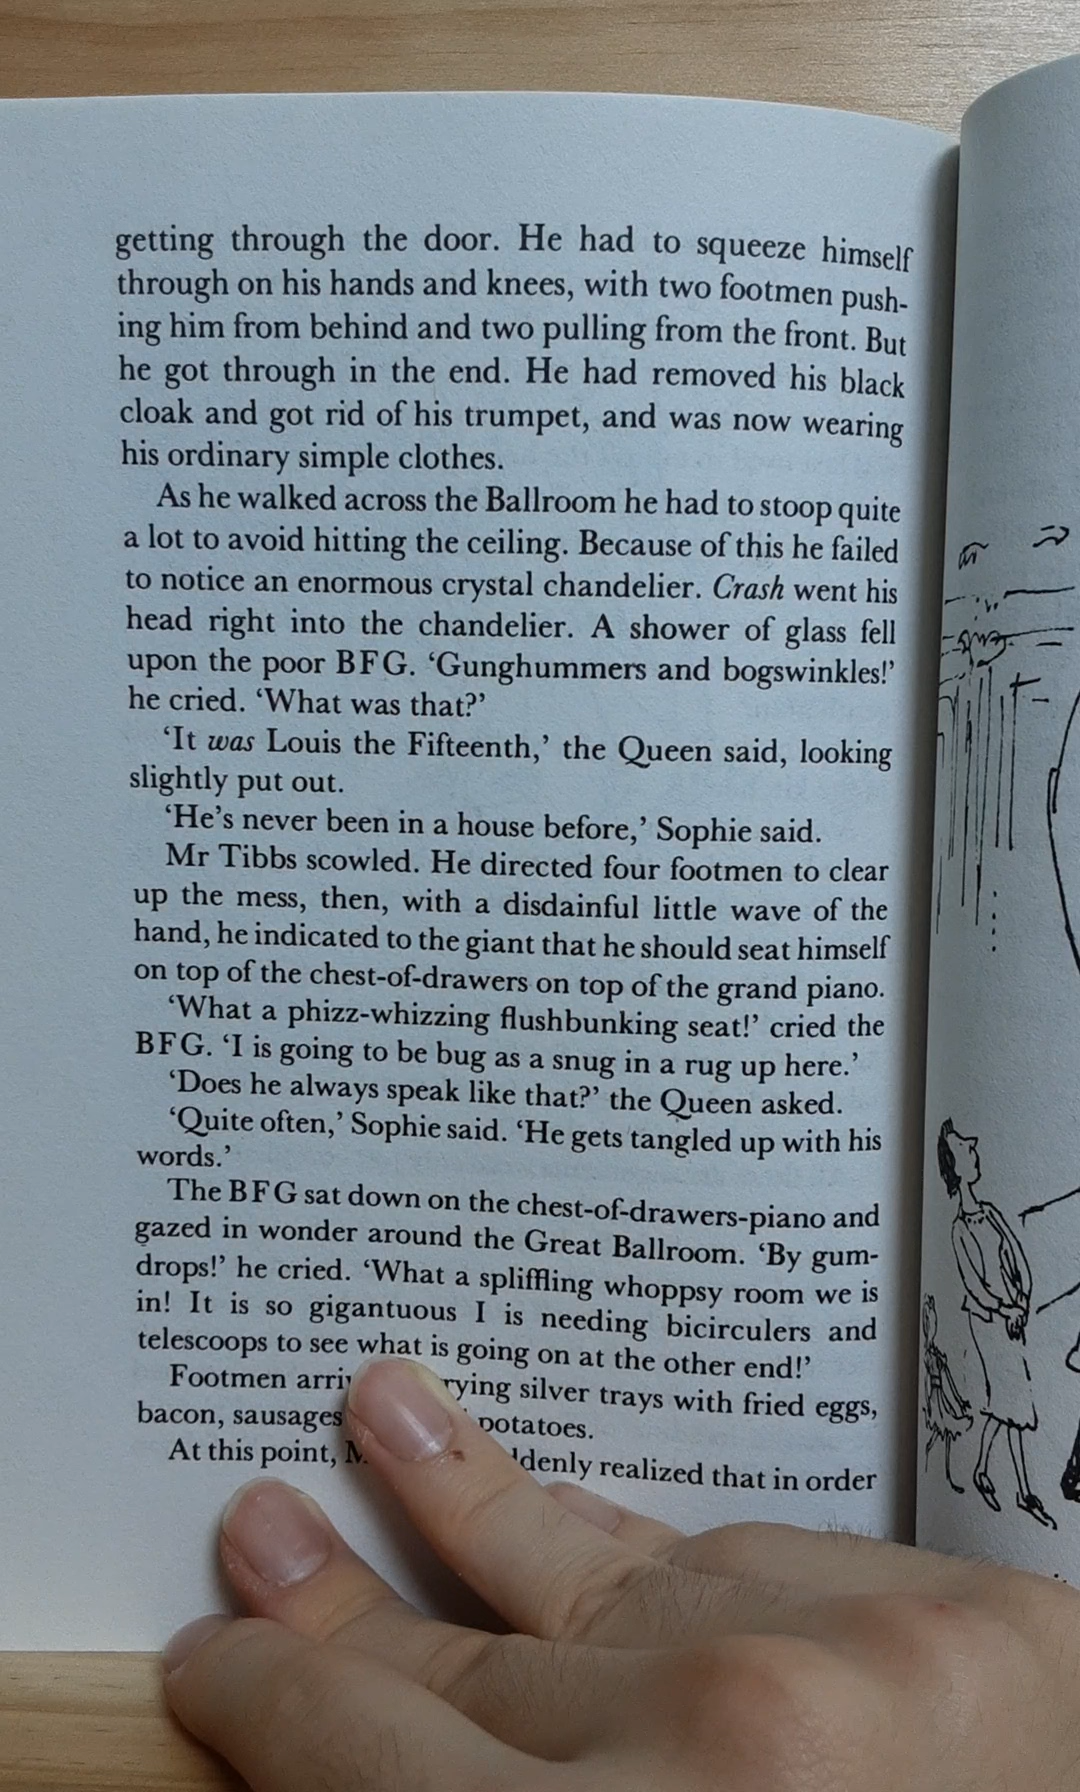 getting through the door. He had to squeeze himself
through on his hands and knees, with two footmen push-
ing him from behind and two pulling from the front. But
he got through in the end. He had removed his black
cloak and got rid of his trumpet, and was now wearing
his ordinary simple clothes.
As he walked across the Ballroom he had to stoop quite
a lot to avoid hitting the ceiling. Because of this he failed
to notice an enormous crystal chandelier. Crash went his
head right into the chandelier. A shower of glass fell
upon the poor BFG. ‘Gunghummers and bogswinkles!’
he cried. ‘What was that?’
‘It was Louis the Fifteenth,’ the Queen said, looking
slightly put out.
‘He’s never been in a house before,’ Sophie said.
Mr Tibbs scowled. He directed four footmen to clear
up the mess, then, with a disdainful little wave of the
hand, he indicated to the giant that he should seat himself
on top of the chest-of-drawers on top of the grand piano.
‘What a phizz-whizzing flushbunking seat!’ cried the
BFG. ‘I is going to be bug as a snug in a rug up here.’
‘Does he always speak like that?’ the Queen asked.
‘Quite often,’ Sophie said. ‘He gets tangled up with his
words.’
The BFG sat down on the chest-of-drawers-piano and
gazed in wonder around the Great Ballroom. ‘By gum-
drops!’ he cried. ‘What a spliffling whoppsy room we is
in! It is so gigantuous I is needing bicirculers and
telescoops to see what is going on at the other end!’
Footmen silver trays with fried eggs,
bacon, sausages potatoes.
At this point, realized that in order